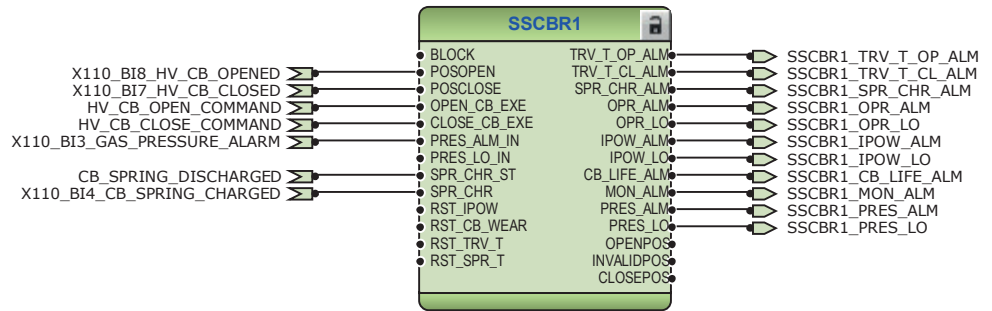 SSCBR1
BLOCK TRV_T_OP_ALM SSCBR1_TRV_T_OP_ALM
X110_BI8_HV_CB_OPENED POSOPEN TRV_T_CL_ALM SSCBR1_TRV_T_CL_ALM
X110_BI7_HV_CB_CLOSED POSCLOSE SPR_CHR_ALM SSCBR1_SPR_CHR_ALM
HV_CB_OPEN_COMMAND OPEN_CB_EXE OPR_ALM SSCBR1_OPR_ALM
HV_CB_CLOSE_COMMAND CLOSE_CB_EXE OPR_LO SSCBR1_OPR_LO
X110_BI3_GAS_PRESSURE_ALARM PRES_ALM_IN IPOW_ALM SSCBR1_IPOW_ALM
PRES_LO_IN IPOW_LO SSCBR1_IPOW_LO
CB_SPRING_DISCHARGED SPR_CHR_ST CB_LIFE_ALM SSCBR1_CB_LIFE_ALM
X110_BI4_CB_SPRING_CHARGED SPR_CHR MON_ALM SSCBR1_MON_ALM
RST_IPOW PRES_ALM SSCBR1_PRES_ALM
RST_CB_WEAR PRES_LO SSCBR1_PRES_LO
RST_TRV_T OPENPOS
RST_SPR_T INVALIDPOS
CLOSEPOS